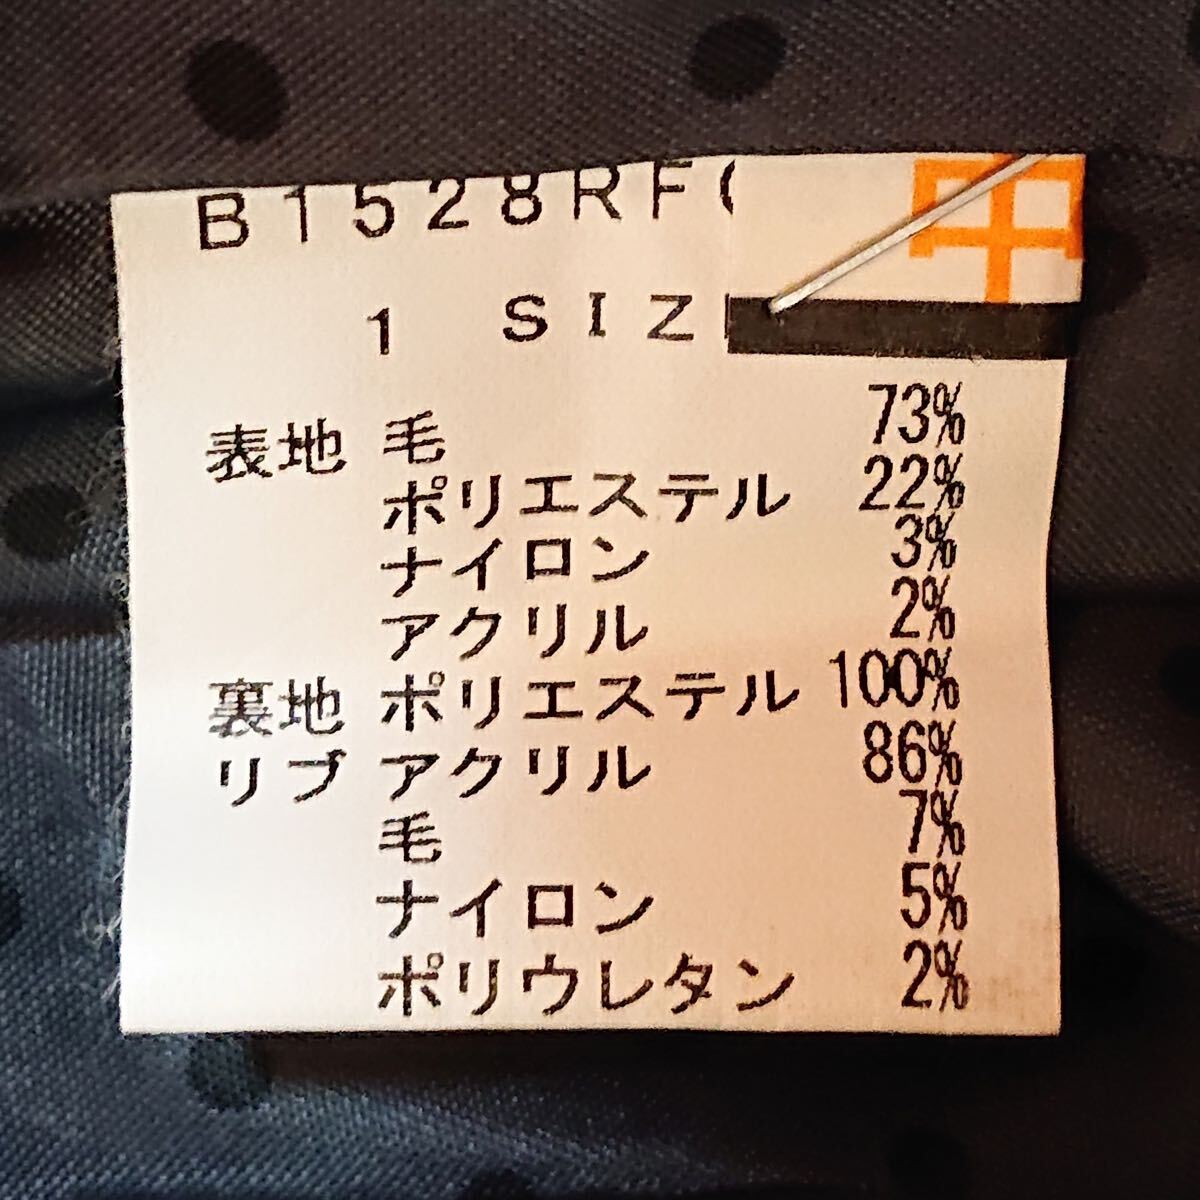 B1528RF(
1 SIZ
表地 毛 73%
ポリエステル 22%
ナイロン 3%
アクリル 2%
裏地 ポリエステル 100%
リブ アクリル 86%
毛 7%
ナイロン 5%
ポリウレタン 2%